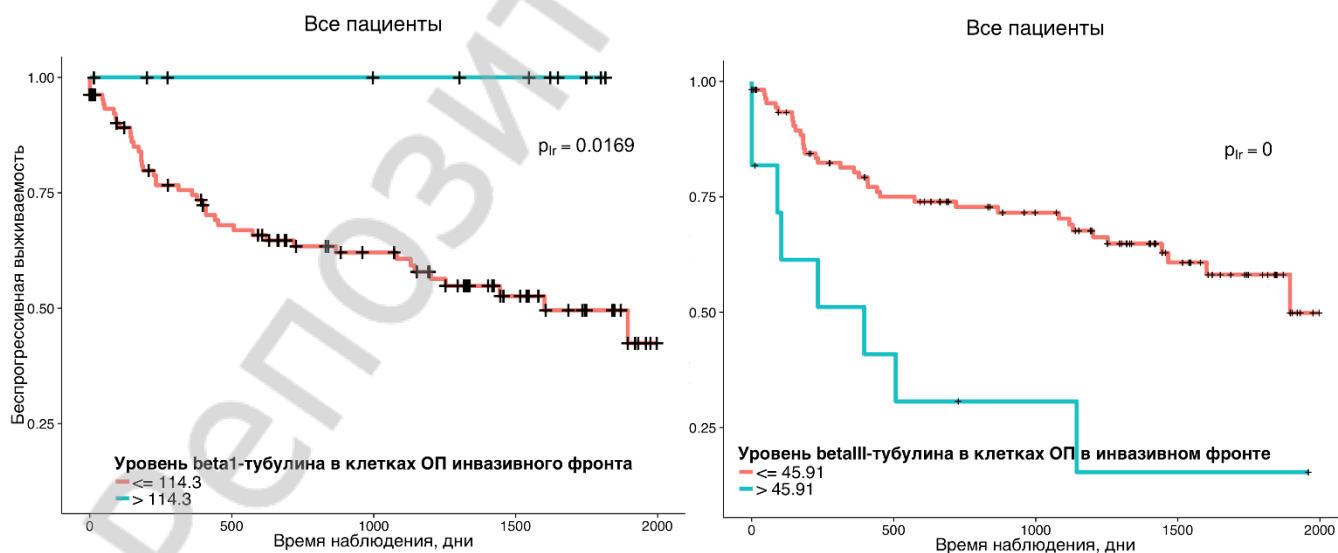 Все пациенты
1.00
0.75
0.50
0.25
Беспрогрессивная выживаемость
plr = 0.0169
Уровень beta1-тубулина в клетках ОП инвазивного фронта
<= 114.3
> 114.3
0
500
1000
1500
2000
Время наблюдения, дни
Все пациенты
1.00
0.75
0.50
0.25
plr = 0
Уровень betaIII-тубулина в клетках ОП в инвазивном фронте
<= 45.91
> 45.91
0
500
1000
1500
2000
Время наблюдения, дни
Депозит